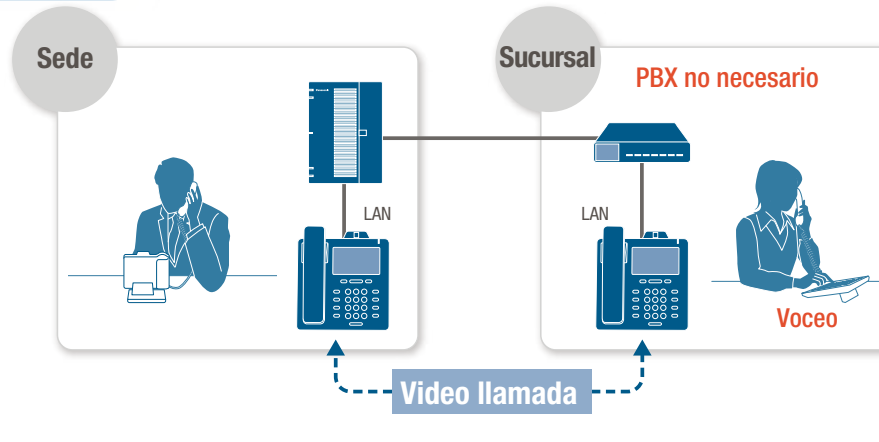 Sede
Sucursal
PBX no necesario
LAN
LAN
Voceo
Video llamada